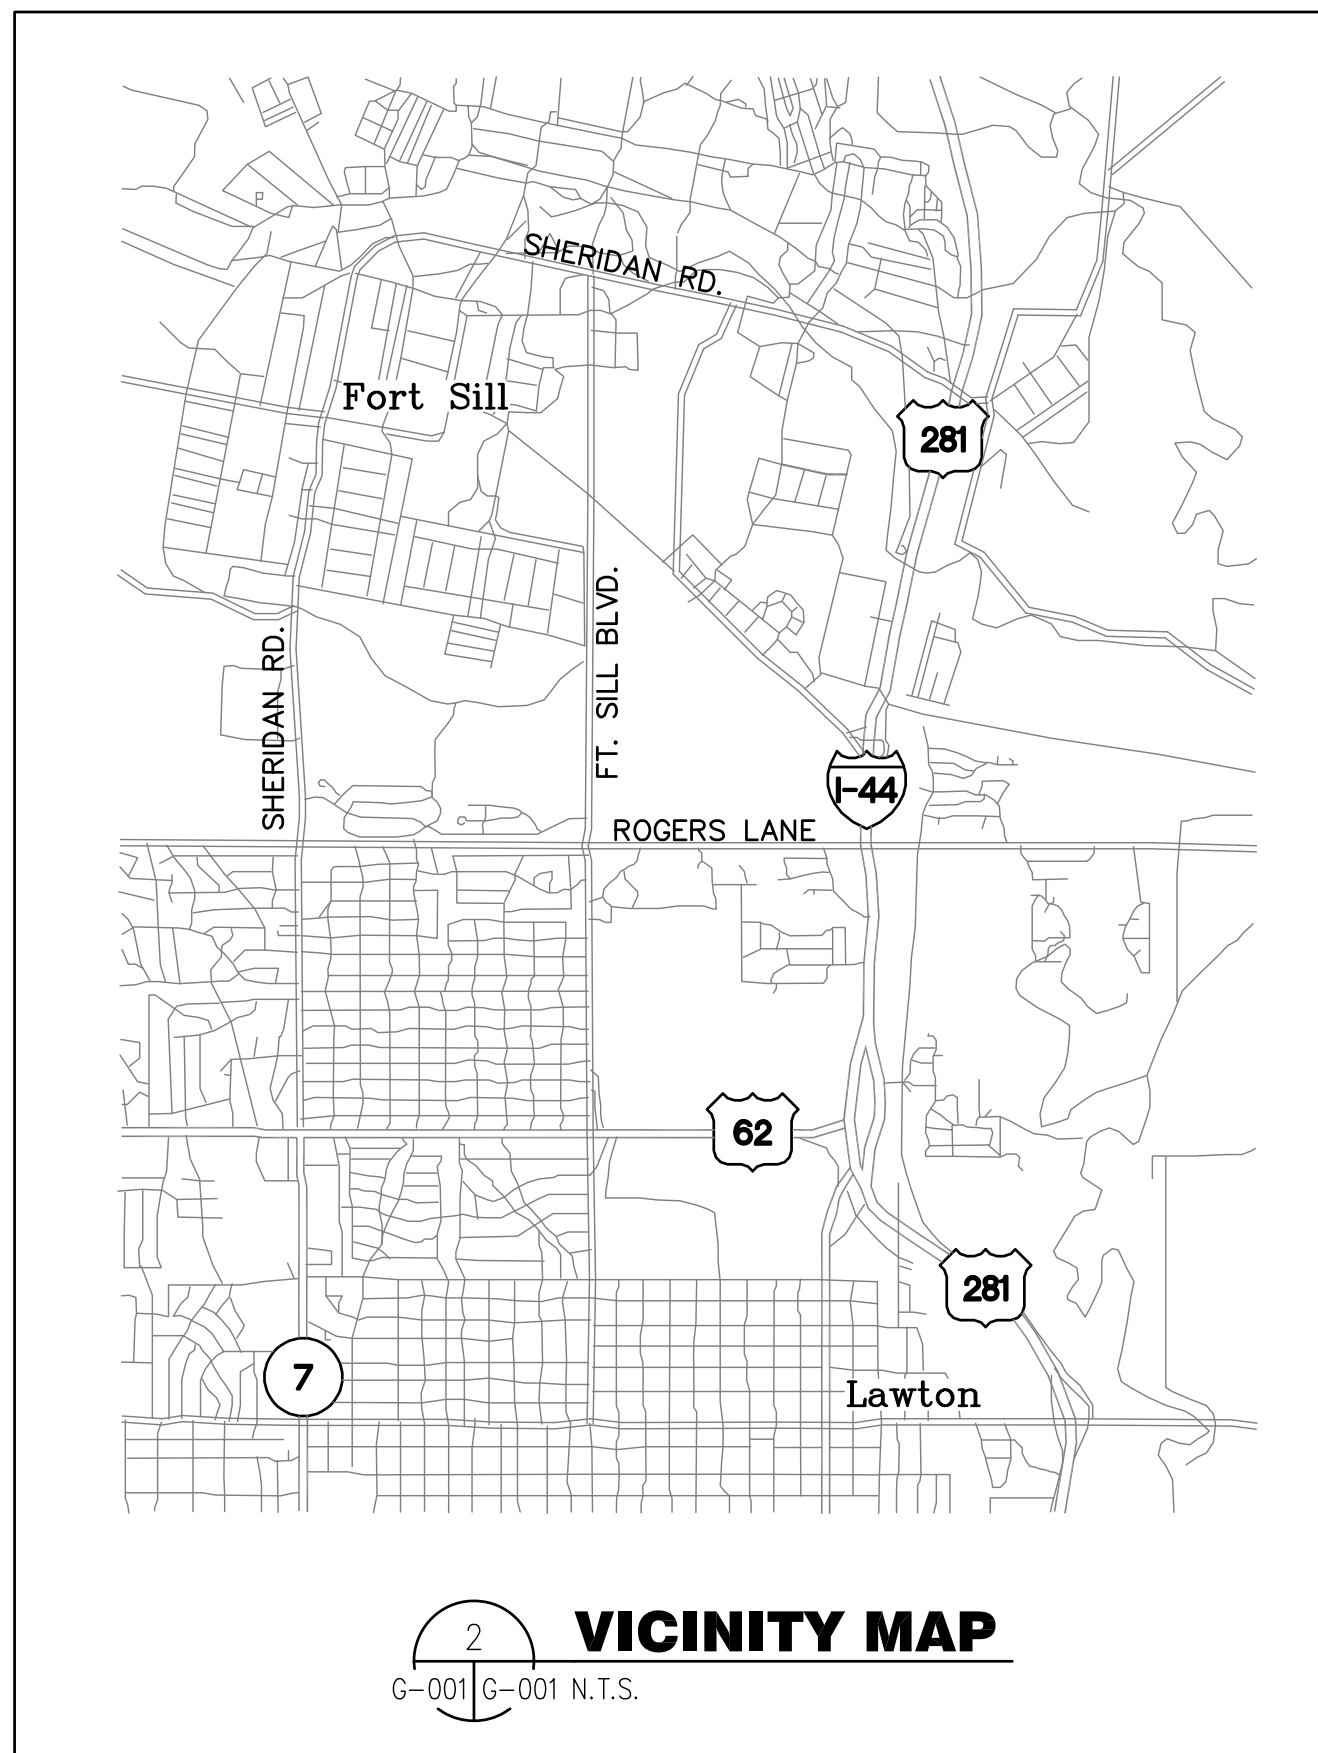 SHERIDAN RD.
Fort Sill
281
FT. SILL BLVD.
SHERIDAN RD.
I-44
ROGERS LANE
62
281
7
Lawton
2
VICINITY MAP
G-001 G-001 N.T.S.